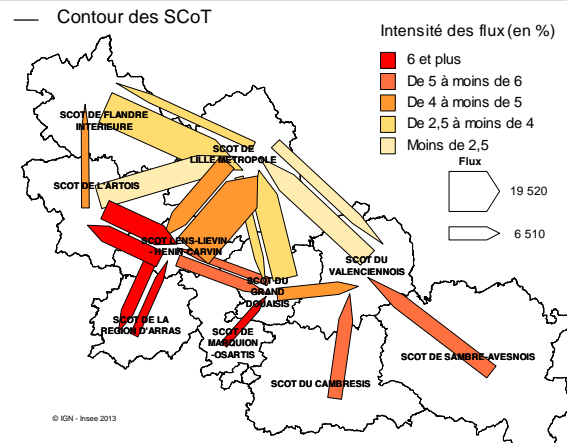 Contour des SCoT
Intensité des flux (en %)
6 et plus
De 5 à moins de 6
De 4 à moins de 5
De 2,5 à moins de 4
Moins de 2,5
Flux
19 520
6 510
SCOT DE FLANDRE
INTERIEURE
SCOT DE
LILLE METROPOLE
SCOT DE L'ARTOIS
SCOT LENS-LIEVIN-
-HENIN-CARVIN
SCOT DU
VALENCIENNOIS
SCOT DU
GRAND
DOUAISIS
SCOT DE LA
REGION D'ARRAS
SCOT DE
MARQUION
-OSARTIS
SCOT DE SAMBRE-AVESNOIS
SCOT DU CAMBRESIS
© IGN - Insee 2013